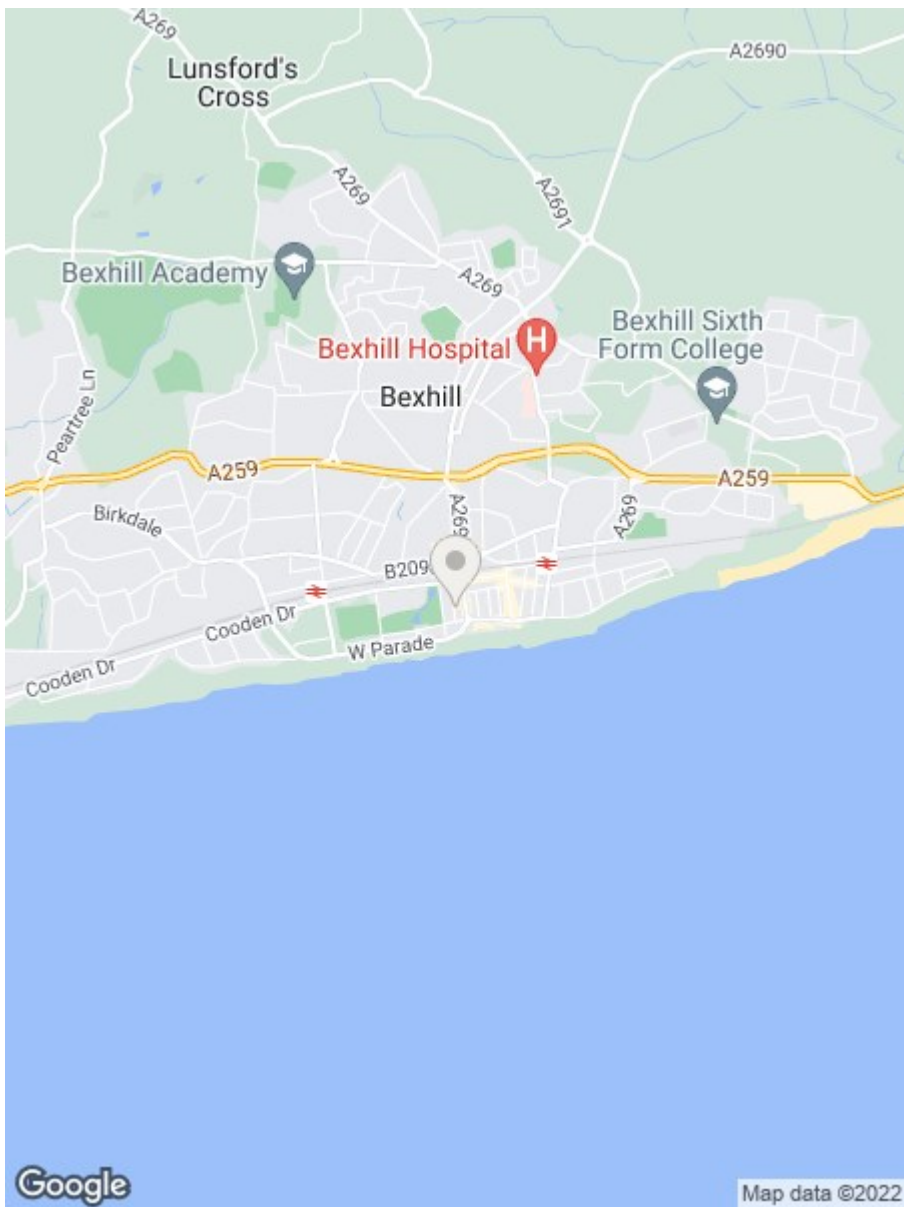 A269
A2690
Lunsford's
Cross
A269
A2691
Bexhill Academy
A269
Bexhill Sixth
Form College
Bexhill Hospital
H
Peartree Ln
Bexhill
A259
A259
Birkdale
A269
A269
B209
Cooden Dr
W Parade
Cooden Dr
Google
Map data ©2022